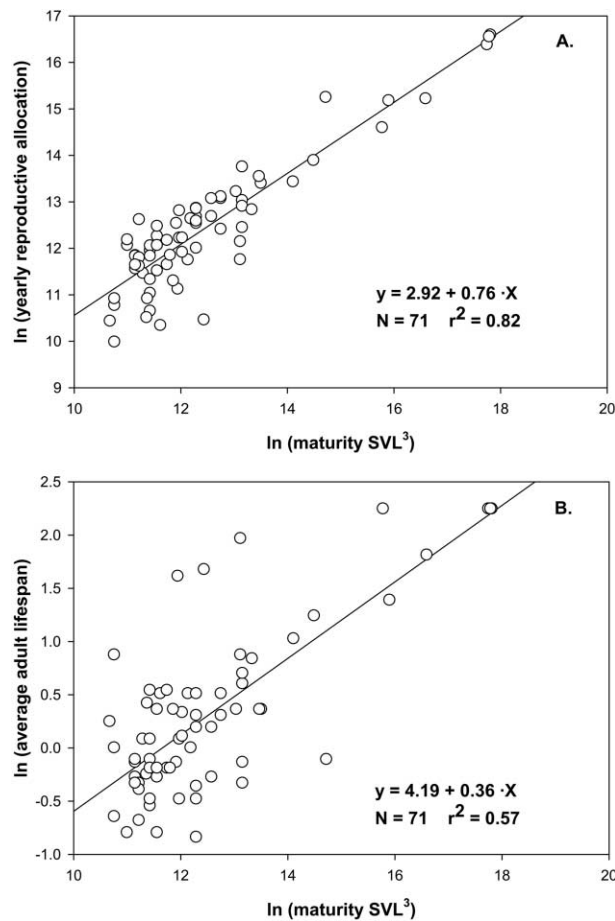 17
16
15
14
13
12
11
10
9
ln (yearly reproductive allocation)
A.
y = 2.92 + 0.76 ·X
N = 71 r² = 0.82
10 12 14 16 18 20
ln (maturity SVL³)
2.5
2.0
1.5
1.0
0.5
0.0
-0.5
-1.0
ln (average adult lifespan)
B.
y = 4.19 + 0.36 ·X
N = 71 r² = 0.57
10 12 14 16 18 20
ln (maturity SVL³)